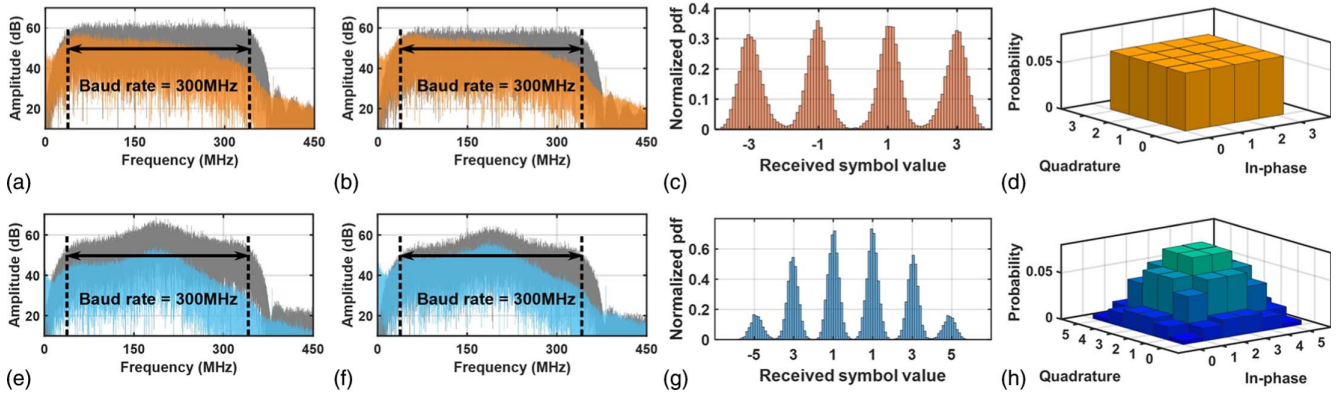 Amplitude (dB)
60
40
20
Baud rate = 300MHz
0
150
300
450
Frequency (MHz)
(a)
Amplitude (dB)
60
40
20
Baud rate = 300MHz
0
150
300
450
Frequency (MHz)
(b)
Normalized pdf
0.4
0.3
0.2
0.1
0
-3
-1
1
3
Received symbol value
(c)
Probability
0.05
0
3
2
1
0
Quadrature
0
1
2
3
In-phase
(d)
Amplitude (dB)
60
40
20
Baud rate = 300MHz
0
150
300
450
Frequency (MHz)
(e)
Amplitude (dB)
60
40
20
Baud rate = 300MHz
0
150
300
450
Frequency (MHz)
(f)
Normalized pdf
0.6
0.4
0.2
0
-5
3
1
1
3
5
Received symbol value
(g)
Probability
0.05
0
5
4
3
2
1
0
Quadrature
0
1
2
3
4
5
In-phase
(h)